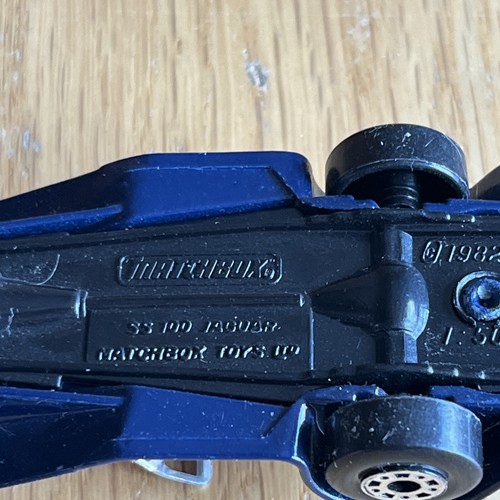 MATCHBOX
SS 100 JAGUAR
MATCHBOX TOYS LTD
© 1982